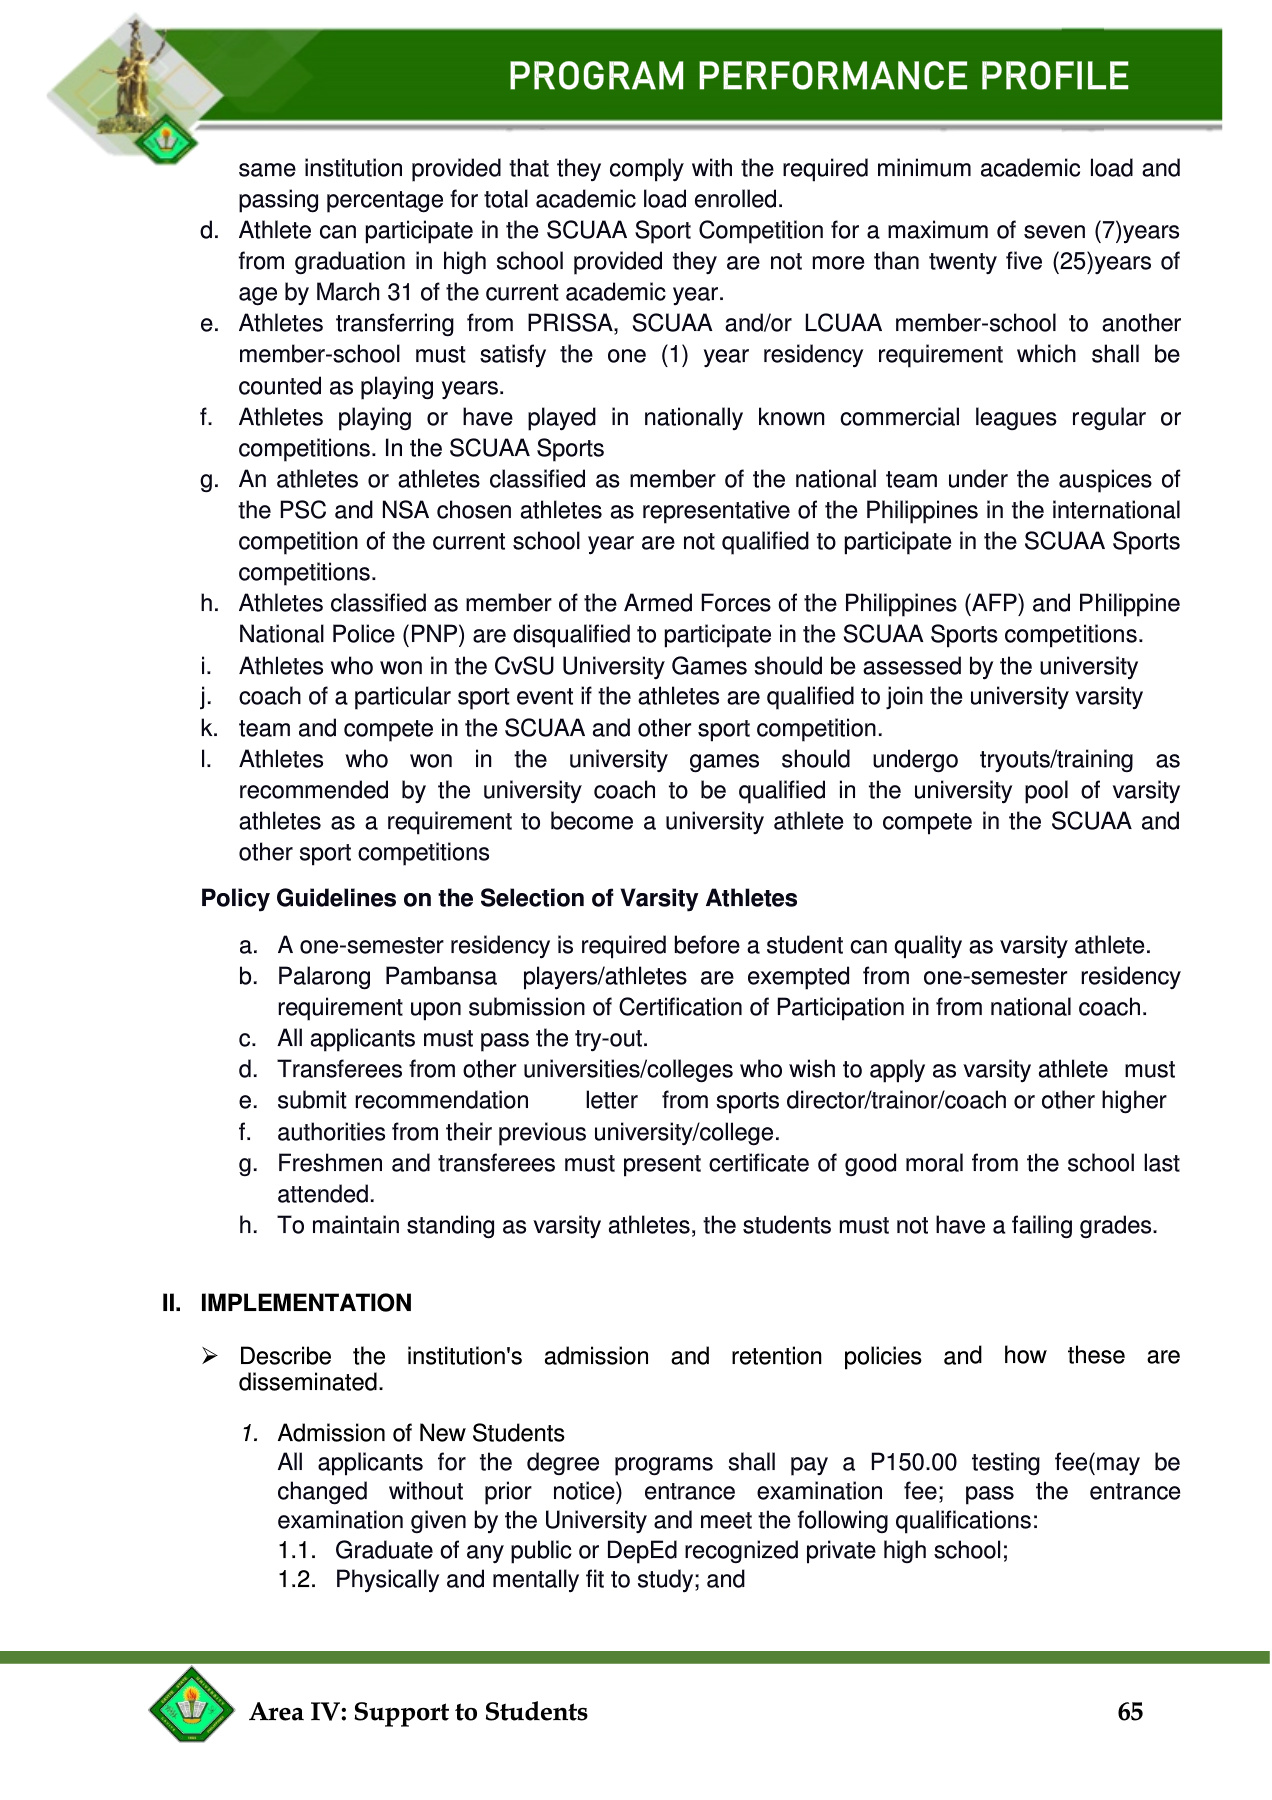 PROGRAM PERFORMANCE PROFILE
same institution provided that they comply with the required minimum academic load and
passing percentage for total academic load enrolled.
d. Athlete can participate in the SCUAA Sport Competition for a maximum of seven (7)years
from graduation in high school provided they are not more than twenty five (25)years of
age by March 31 of the current academic year.
e. Athletes transferring from PRISSA, SCUAA and/or LCUAA member-school to another
member-school must satisfy the one (1) year residency requirement which shall be
counted as playing years.
f. Athletes playing or have played in nationally known commercial leagues regular or
competitions. In the SCUAA Sports
g. An athletes or athletes classified as member of the national team under the auspices of
the PSC and NSA chosen athletes as representative of the Philippines in the international
competition of the current school year are not qualified to participate in the SCUAA Sports
competitions.
h. Athletes classified as member of the Armed Forces of the Philippines (AFP) and Philippine
National Police (PNP) are disqualified to participate in the SCUAA Sports competitions.
i. Athletes who won in the CvSU University Games should be assessed by the university
j. coach of a particular sport event if the athletes are qualified to join the university varsity
k. team and compete in the SCUAA and other sport competition.
l. Athletes who won in the university games should undergo tryouts/training as
recommended by the university coach to be qualified in the university pool of varsity
athletes as a requirement to become a university athlete to compete in the SCUAA and
other sport competitions
Policy Guidelines on the Selection of Varsity Athletes
a. A one-semester residency is required before a student can quality as varsity athlete.
b. Palarong Pambansa players/athletes are exempted from one-semester residency
requirement upon submission of Certification of Participation in from national coach.
c. All applicants must pass the try-out.
d. Transferees from other universities/colleges who wish to apply as varsity athlete must
e. submit recommendation letter from sports director/trainor/coach or other higher
f. authorities from their previous university/college.
g. Freshmen and transferees must present certificate of good moral from the school last
attended.
h. To maintain standing as varsity athletes, the students must not have a failing grades.
II. IMPLEMENTATION
➢ Describe the institution's admission and retention policies and how these are
disseminated.
1. Admission of New Students
All applicants for the degree programs shall pay a P150.00 testing fee(may be
changed without prior notice) entrance examination fee; pass the entrance
examination given by the University and meet the following qualifications:
1.1. Graduate of any public or DepEd recognized private high school;
1.2. Physically and mentally fit to study; and
Area IV: Support to Students 65